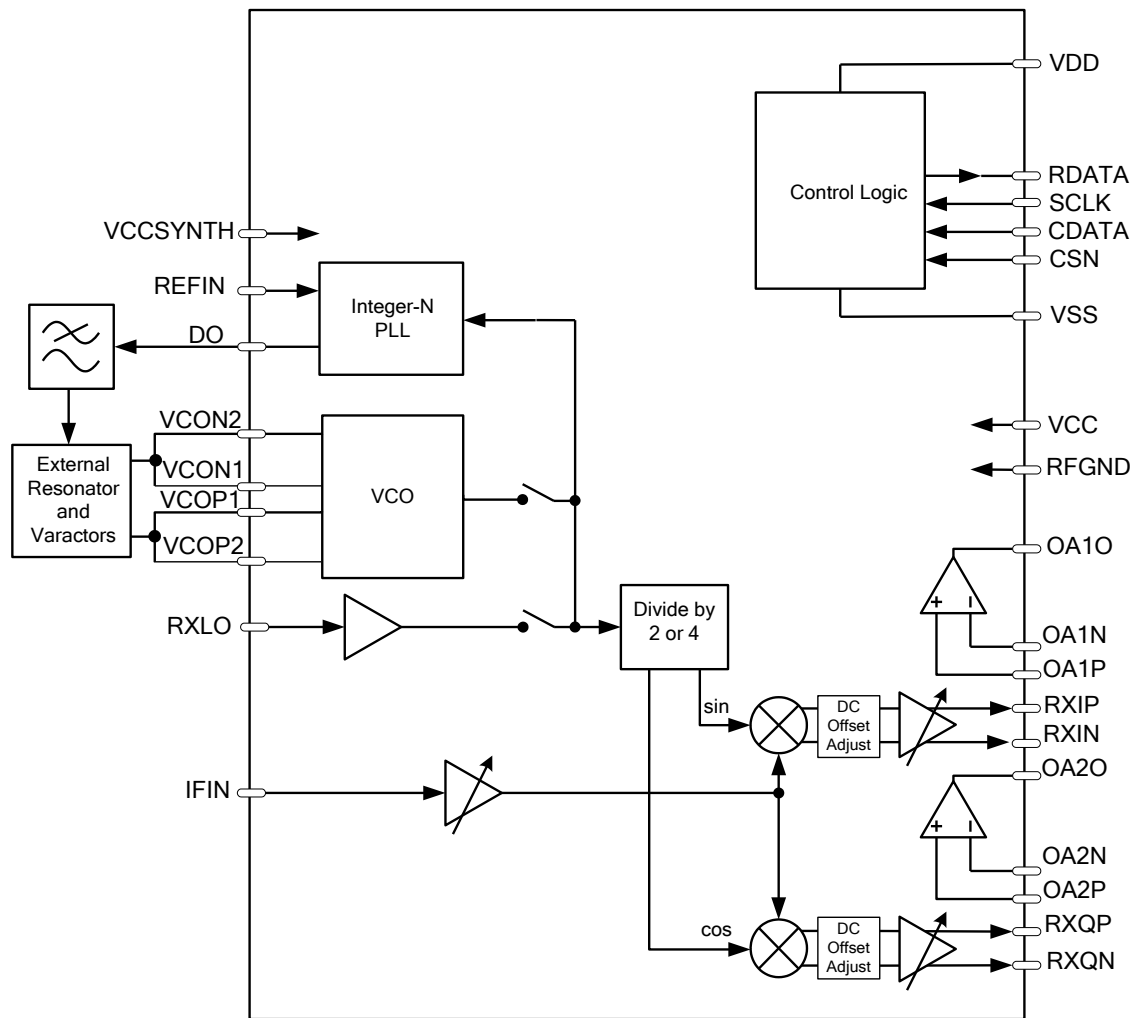 VDD
Control Logic
RDATA
SCLK
CDATA
CSN
VSS
VCCSYNTH
REFIN
DO
Integer-N
PLL
VCON2
VCON1
VCOP1
VCOP2
External
Resonator
and
Varactors
VCO
RXLO
Divide by
2 or 4
sin
cos
IFIN
VCC
RFGND
OA1O
+ -
OA1N
OA1P
DC
Offset
Adjust
RXIP
RXIN
OA2O
+ -
OA2N
OA2P
DC
Offset
Adjust
RXQP
RXQN